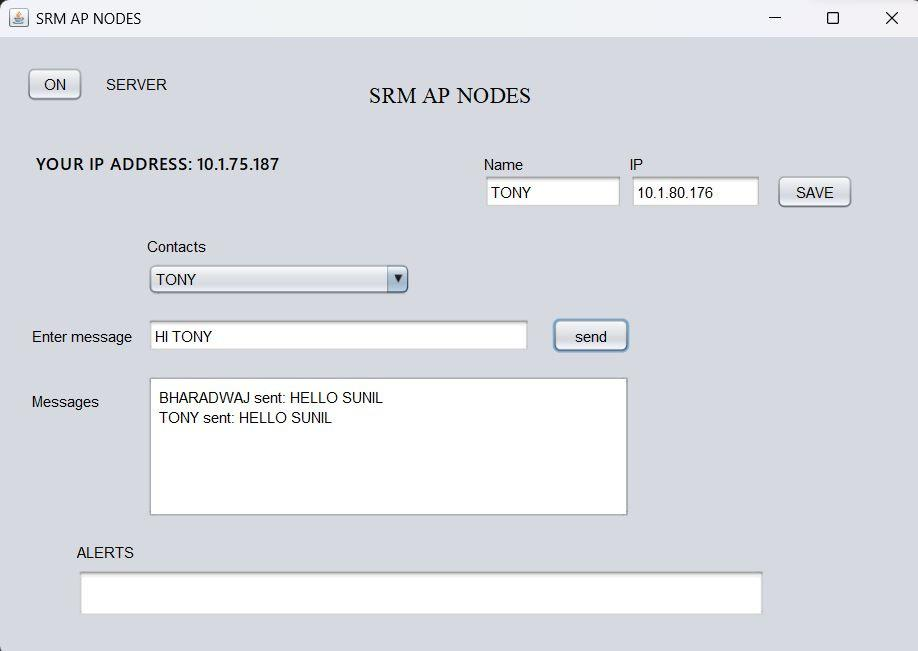 SRM AP NODES
ON SERVER
SRM AP NODES
YOUR IP ADDRESS: 10.1.75.187
Name IP
TONY 10.1.80.176 SAVE
Contacts
TONY
Enter message HI TONY send
Messages
BHARADWAJ sent: HELLO SUNIL
TONY sent: HELLO SUNIL
ALERTS